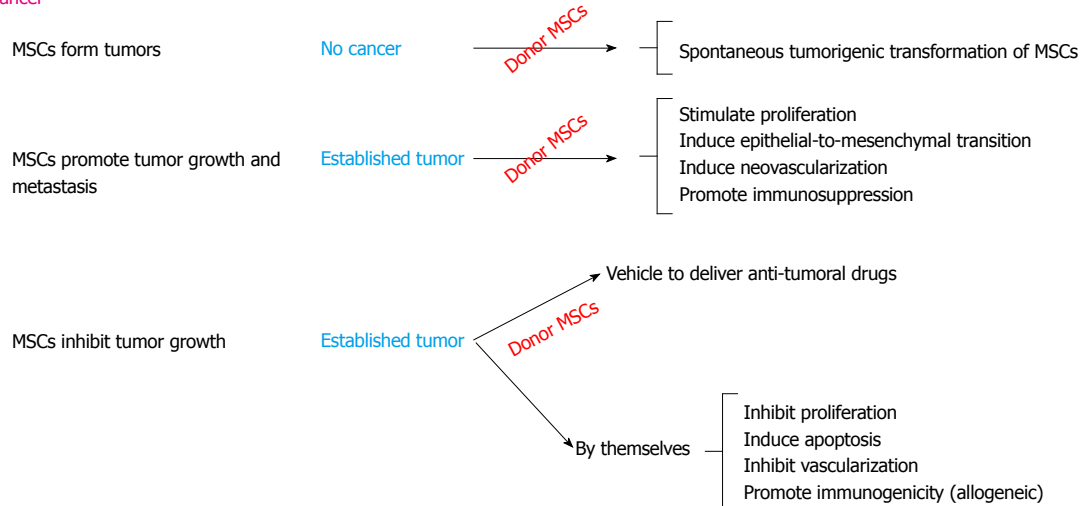 MSCs form tumors
No cancer
Donor MSCs
Spontaneous tumorigenic transformation of MSCs
MSCs promote tumor growth and
metastasis
Established tumor
Donor MSCs
Stimulate proliferation
Induce epithelial-to-mesenchymal transition
Induce neovascularization
Promote immunosuppression
MSCs inhibit tumor growth
Established tumor
Donor MSCs
Vehicle to deliver anti-tumoral drugs
By themselves
Inhibit proliferation
Induce apoptosis
Inhibit vascularization
Promote immunogenicity (allogeneic)